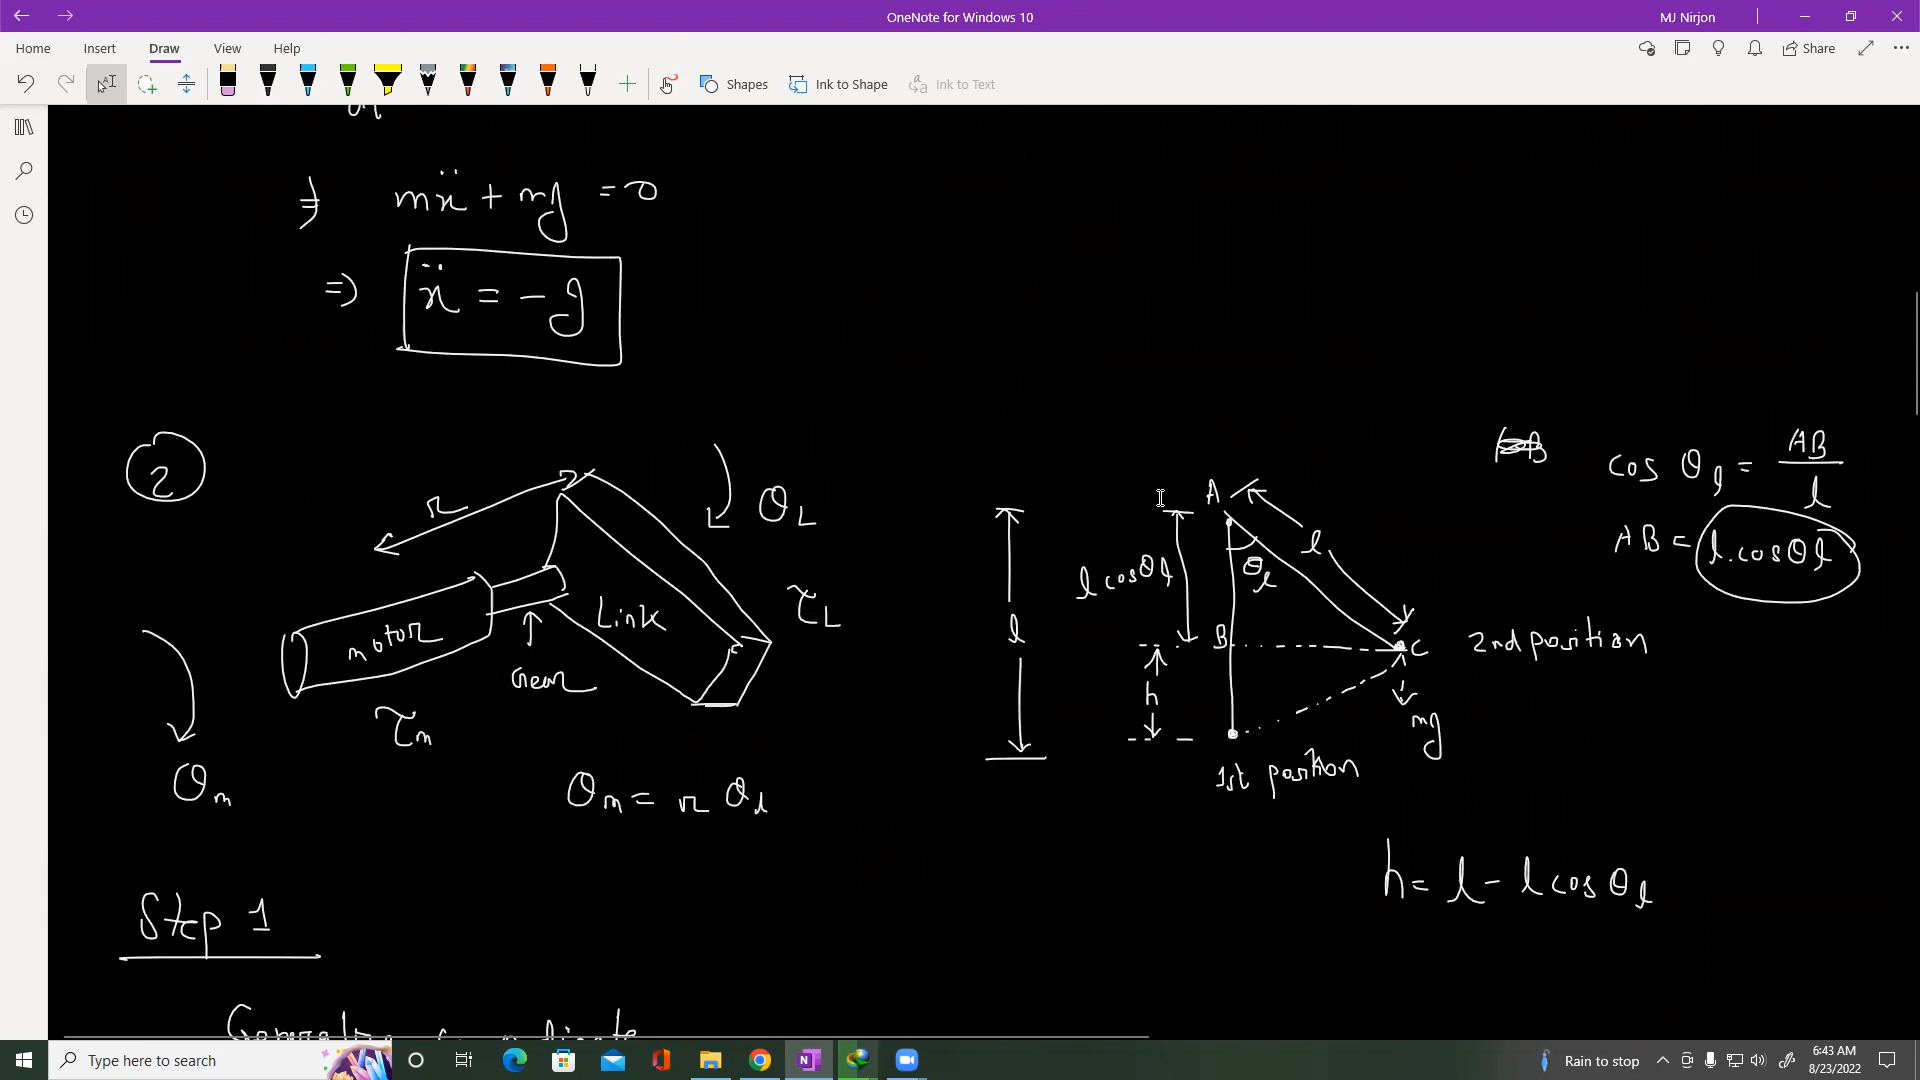 OneNote for Windows 10
MJ Nirjon
Home Insert Draw View Help
Share
Shapes
Ink to Shape
Ink to Text
⇒ mẍ + mg = 0
⇒ ẍ = -g
2
r
θL
motor
Gear
Link
τL
τm
θm
θm = r θl
A
l
l cosθl
θl
l
B
C
h
mg
1st position
2nd position
cos θl = AB/l
AB = l.cosθl
h = l - l cos θl
Step 1
Type here to search
Rain to stop
6:43 AM
8/23/2022